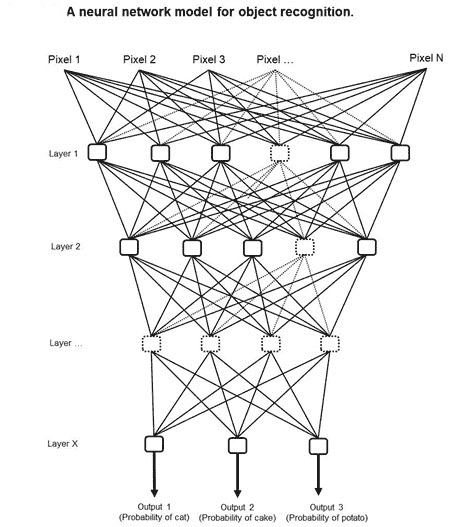 A neural network model for object recognition.
Pixel 1 Pixel 2 Pixel 3 Pixel ... Pixel N
Layer 1
Layer 2
Layer ...
Layer X
Output 1 Output 2 Output 3
(Probability of cat) (Probability of cake) (Probability of potato)